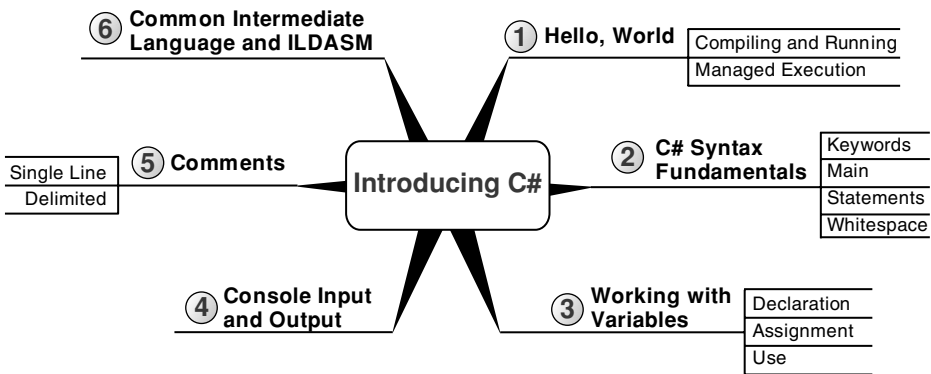 Introducing C#
1 Hello, World
Compiling and Running
Managed Execution
2 C# Syntax
Fundamentals
Keywords
Main
Statements
Whitespace
3 Working with
Variables
Declaration
Assignment
Use
4 Console Input
and Output
5 Comments
Single Line
Delimited
6 Common Intermediate
Language and ILDASM